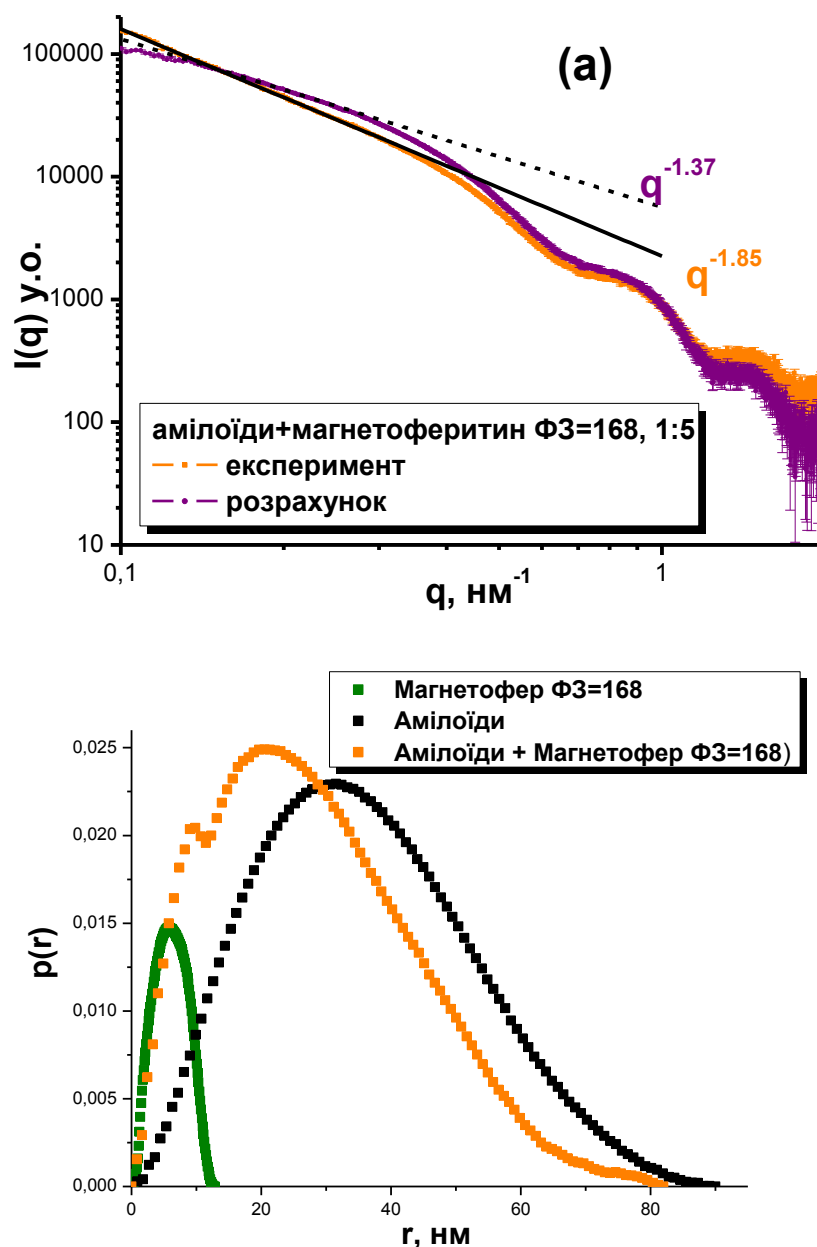 (a)
100000
10000
1000
100
10
I(q) у.о.
q^-1.37
q^-1.85
амілоїди+магнетоферитин ФЗ=168, 1:5
експеримент
розрахунок
0,1
1
q, нм^-1
Магнетофер ФЗ=168
Амілоїди
Амілоїди + Магнетофер ФЗ=168)
0,025
0,020
0,015
0,010
0,005
0,000
p(r)
0
20
40
60
80
r, нм